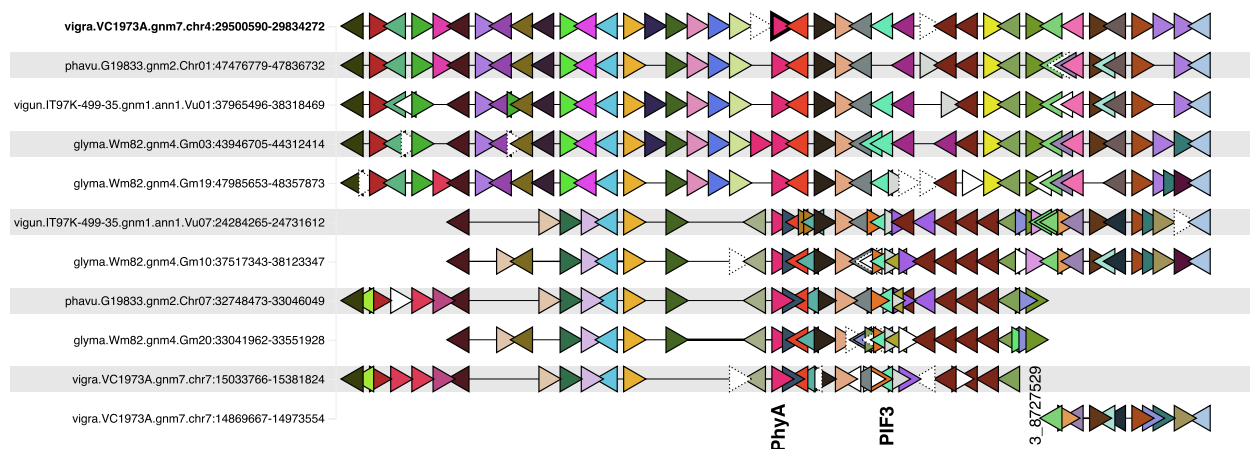 vigra.VC1973A.gnm7.chr4:29500590-29834272
phavu.G19833.gnm2.Chr01:47476779-47836732
vigun.IT97K-499-35.gnm1.ann1.Vu01:37965496-38318469
glyma.Wm82.gnm4.Gm03:43946705-44312414
glyma.Wm82.gnm4.Gm19:47985653-48357873
vigun.IT97K-499-35.gnm1.ann1.Vu07:24284265-24731612
glyma.Wm82.gnm4.Gm10:37517343-38123347
phavu.G19833.gnm2.Chr07:32748473-33046049
glyma.Wm82.gnm4.Gm20:33041962-33551928
vigra.VC1973A.gnm7.chr7:15033766-15381824
vigra.VC1973A.gnm7.chr7:14869667-14973554
PhyA
PIF3
3_8727529